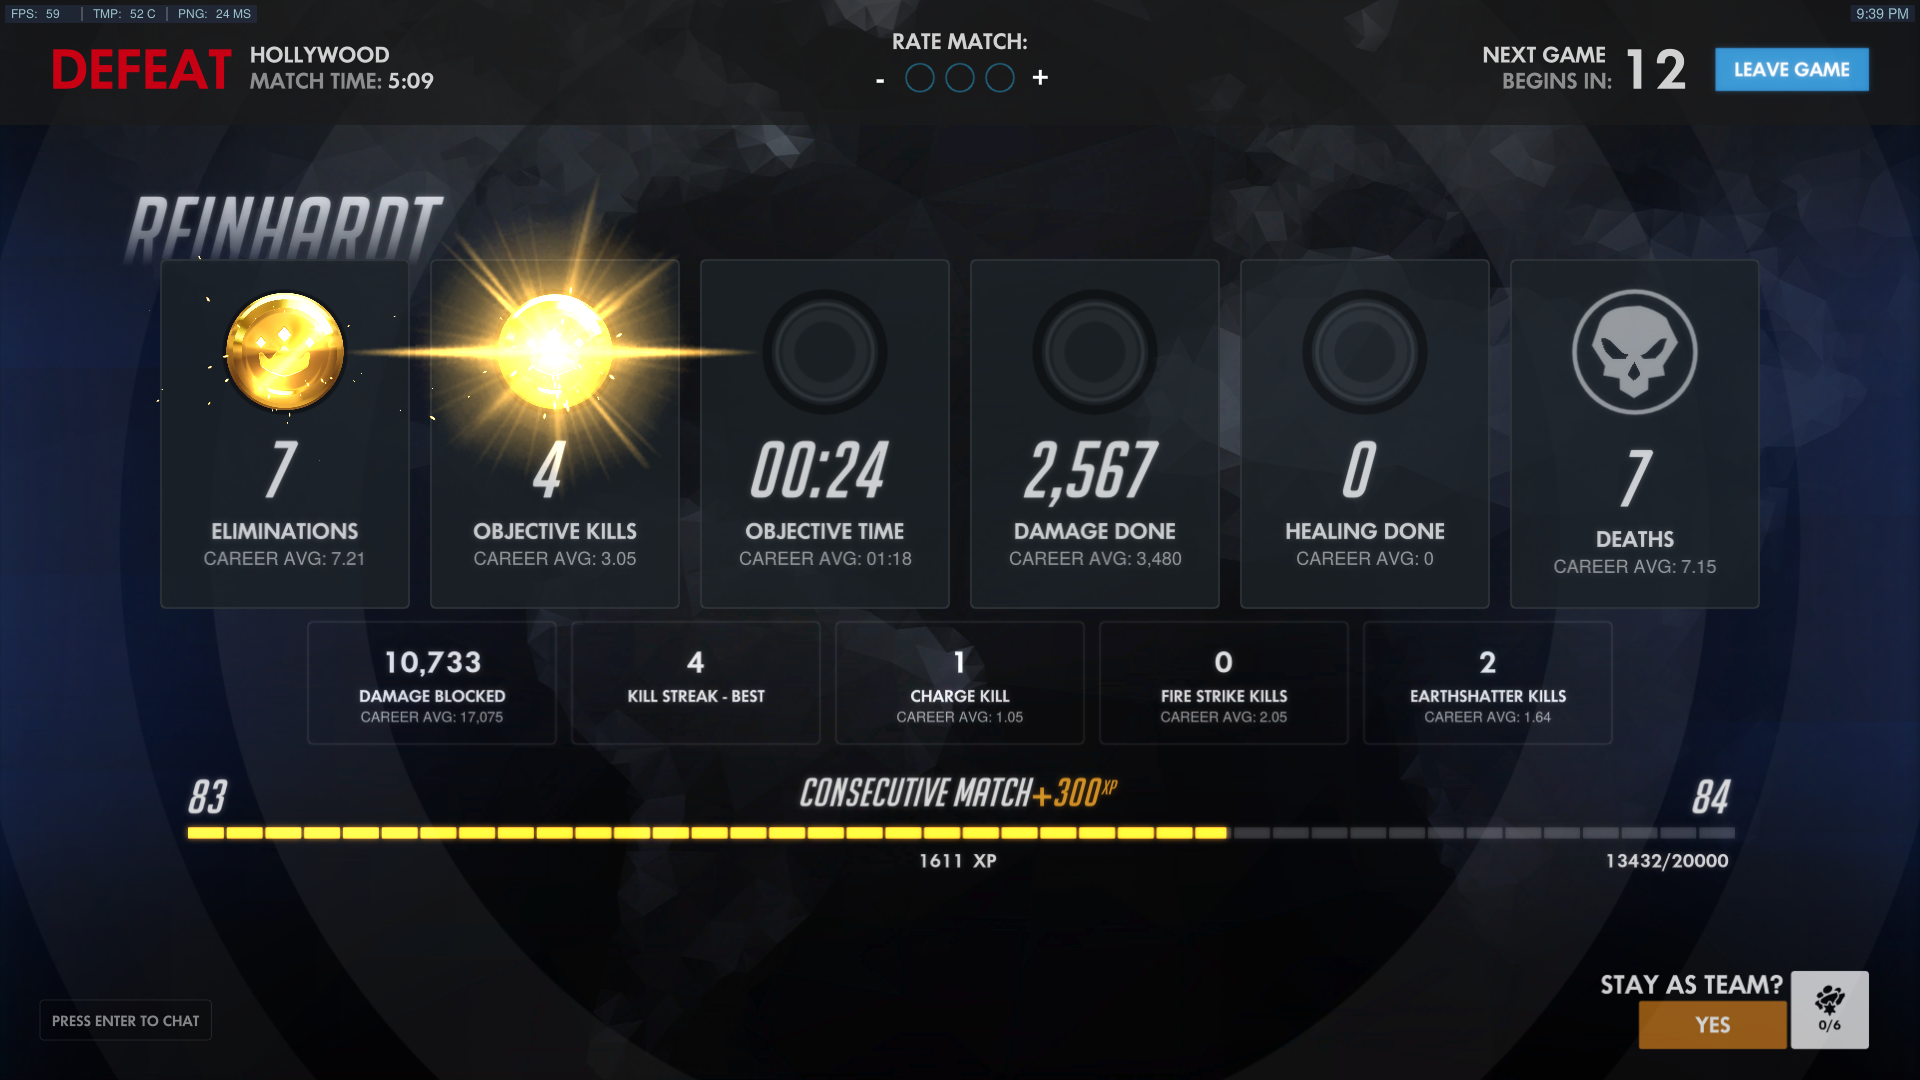 FPS: 59 | TMP: 52 C | PNG: 24 MS
9:39 PM
DEFEAT
HOLLYWOOD
MATCH TIME: 5:09
RATE MATCH:
- +
NEXT GAME
BEGINS IN: 12
LEAVE GAME
REINHARDT
7
ELIMINATIONS
CAREER AVG: 7.21
4
OBJECTIVE KILLS
CAREER AVG: 3.05
00:24
OBJECTIVE TIME
CAREER AVG: 01:18
2,567
DAMAGE DONE
CAREER AVG: 3,480
0
HEALING DONE
CAREER AVG: 0
7
DEATHS
CAREER AVG: 7.15
10,733
DAMAGE BLOCKED
CAREER AVG: 17,075
4
KILL STREAK - BEST
1
CHARGE KILL
CAREER AVG: 1.05
0
FIRE STRIKE KILLS
CAREER AVG: 2.05
2
EARTHSHATTER KILLS
CAREER AVG: 1.64
83
CONSECUTIVE MATCH +300 XP
84
1611 XP
13432/20000
STAY AS TEAM?
YES
0/6
PRESS ENTER TO CHAT